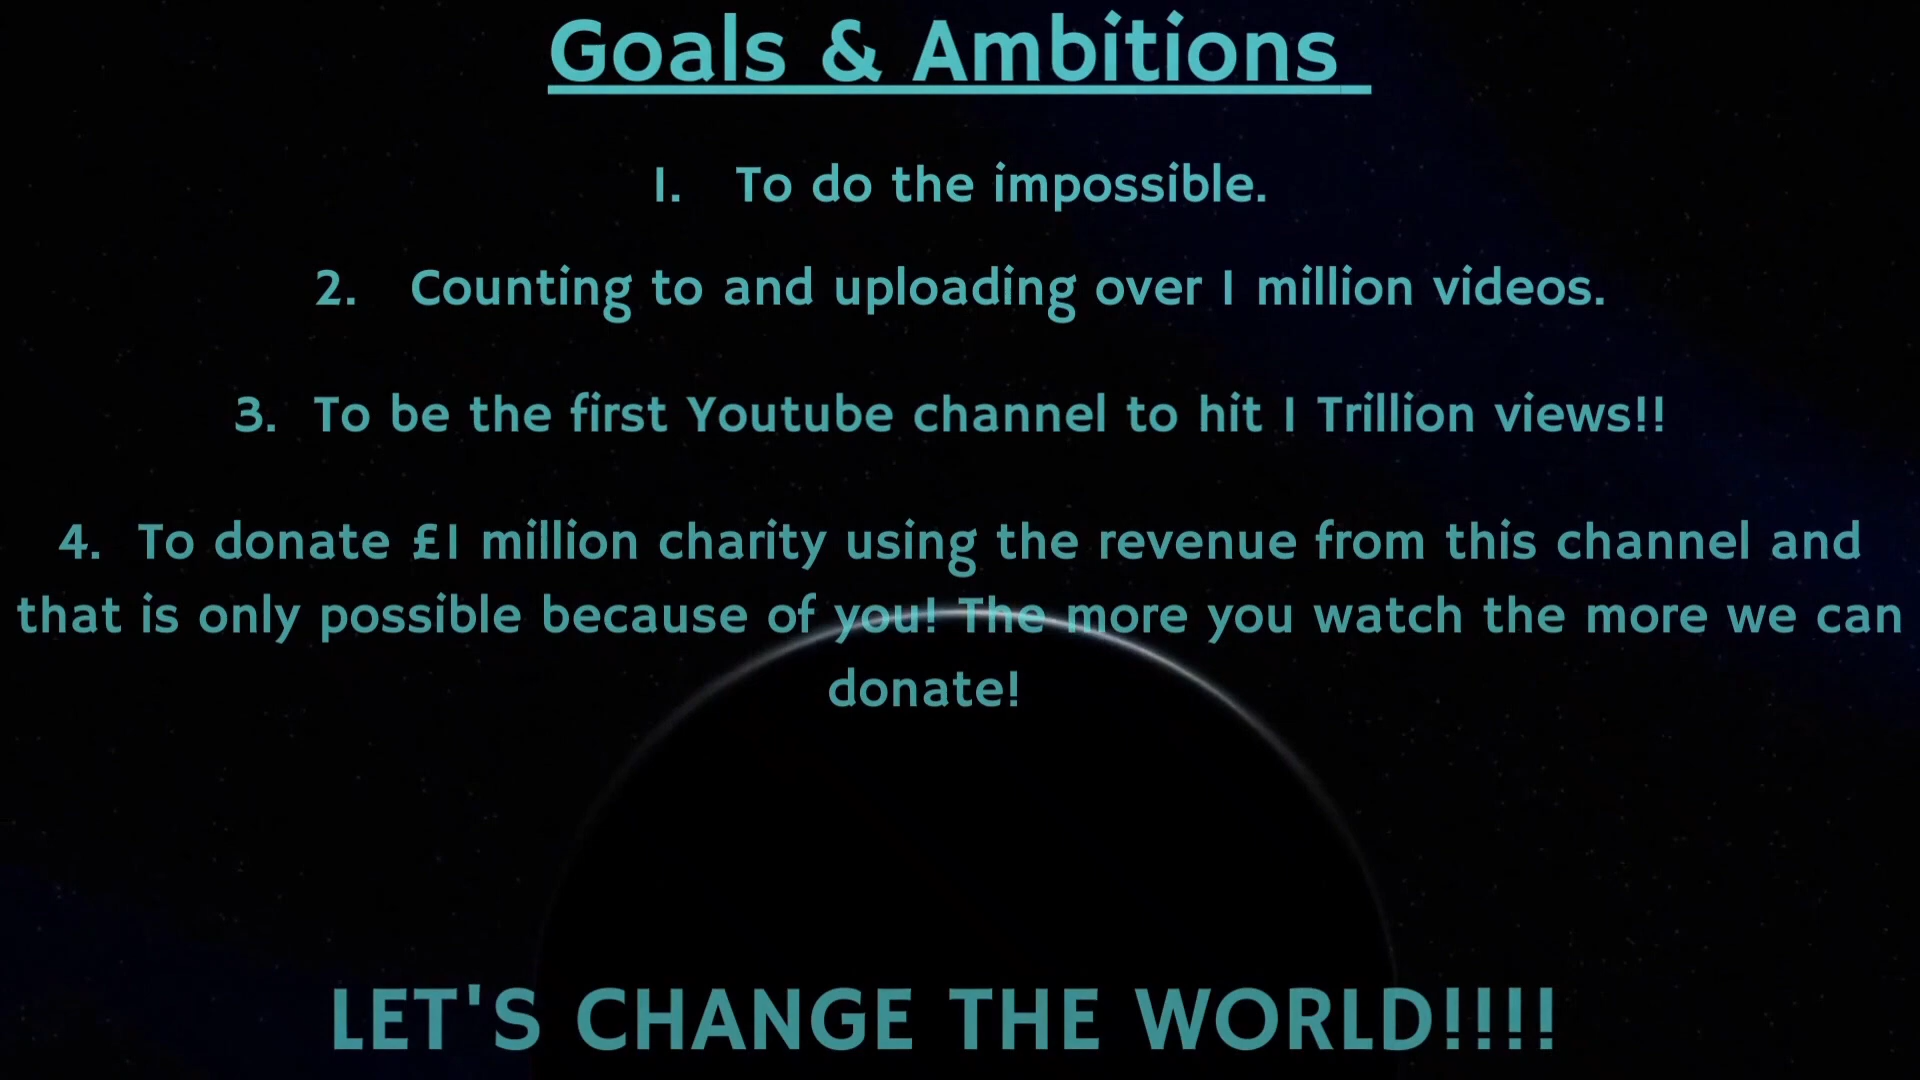 Goals & Ambitions
1. To do the impossible.
2. Counting to and uploading over 1 million videos.
3. To be the first Youtube channel to hit 1 Trillion views!!
4. To donate £1 million charity using the revenue from this channel and
that is only possible because of you! The more you watch the more we can
donate!
LET'S CHANGE THE WORLD!!!!